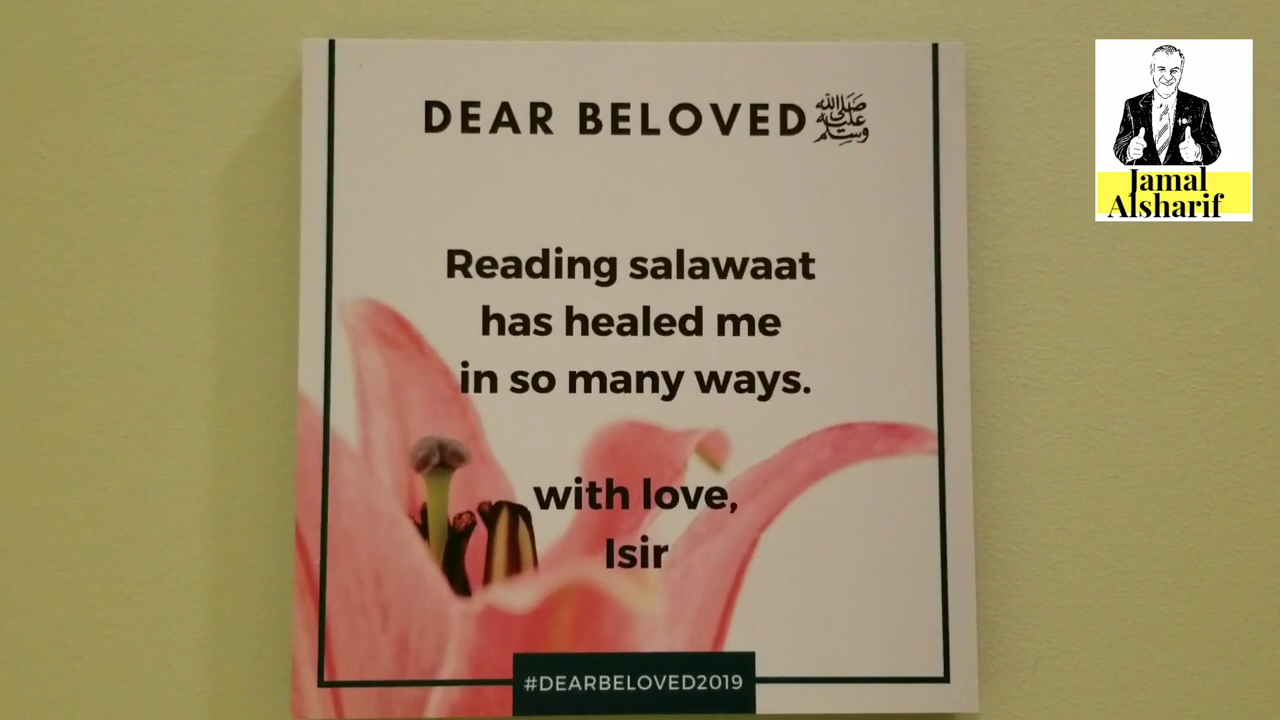 DEAR BELOVED ﷺ
Reading salawaat
has healed me
in so many ways.
with love,
Isir
#DEARBELOVED2019
Jamal
Alsharif